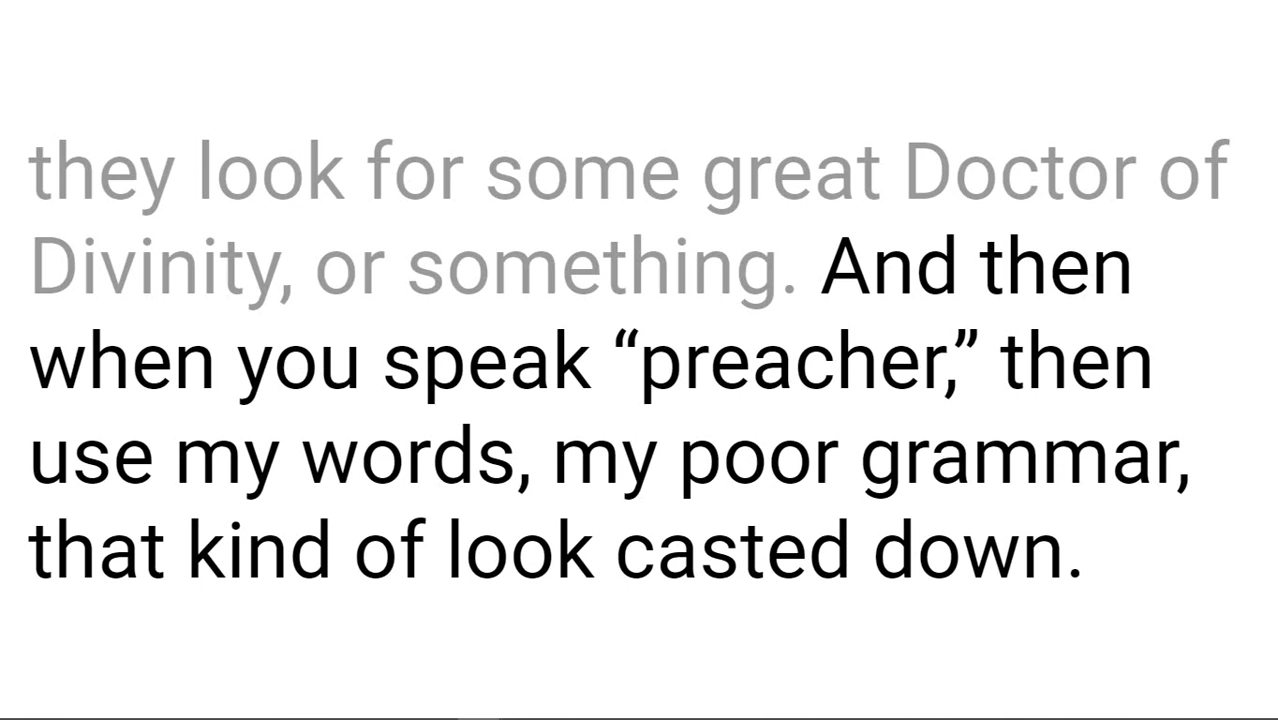 they look for some great Doctor of
Divinity, or something. And then
when you speak “preacher,” then
use my words, my poor grammar,
that kind of look casted down.